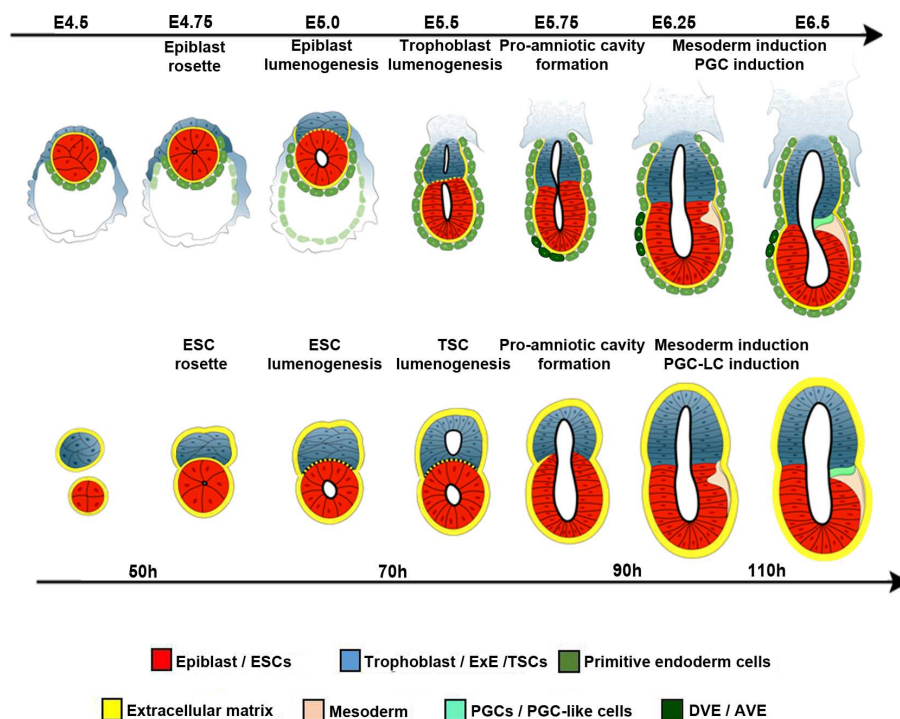 E4.5 E4.75 E5.0 E5.5 E5.75 E6.25 E6.5
Epiblast rosette
Epiblast lumenogenesis
Trophoblast lumenogenesis
Pro-amniotic cavity formation
Mesoderm induction
PGC induction
ESC rosette
ESC lumenogenesis
TSC lumenogenesis
Pro-amniotic cavity formation
Mesoderm induction
PGC-LC induction
60h 70h 90h 110h
Epiblast / ESCs Trophoblast / ExE /TSCs Primitive endoderm cells
Extracellular matrix Mesoderm PGCs / PGC-like cells DVE / AVE